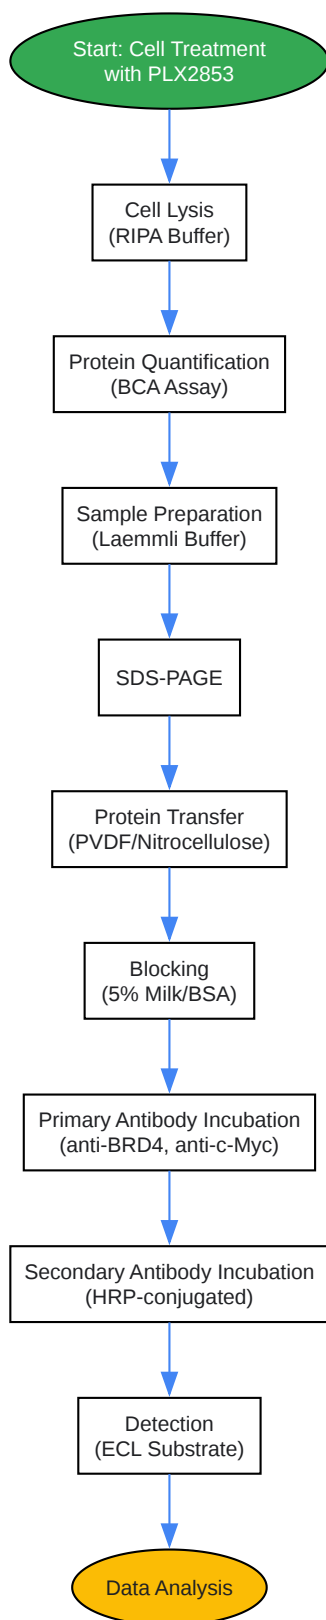 Start: Cell Treatment
with PLX2853
Cell Lysis
(RIPA Buffer)
Protein Quantification
(BCA Assay)
Sample Preparation
(Laemmli Buffer)
SDS-PAGE
Protein Transfer
(PVDF/Nitrocellulose)
Blocking
(5% Milk/BSA)
Primary Antibody Incubation
(anti-BRD4, anti-c-Myc)
Secondary Antibody Incubation
(HRP-conjugated)
Detection
(ECL Substrate)
Data Analysis